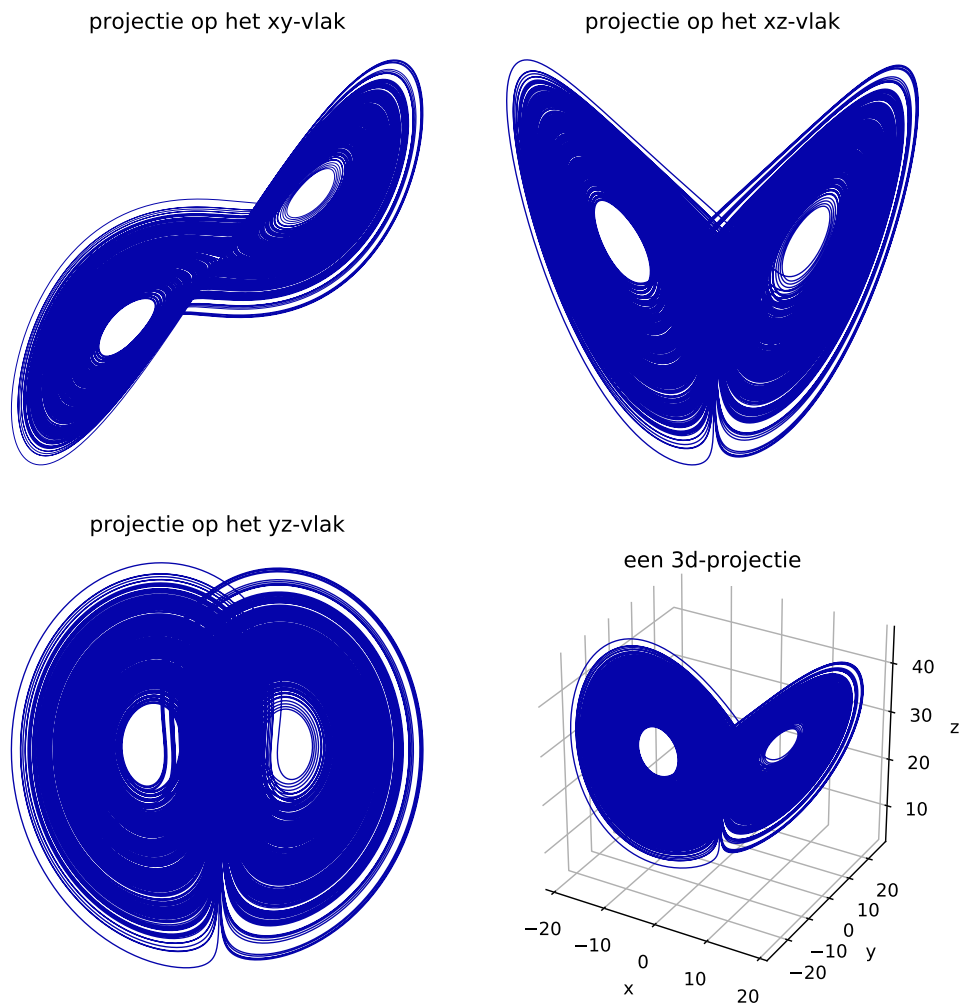 projectie op het xy-vlak
projectie op het xz-vlak
projectie op het yz-vlak
een 3d-projectie
40
30
z
20
10
20
10
0
y
−10
−20
−20
−10
0
x
10
20